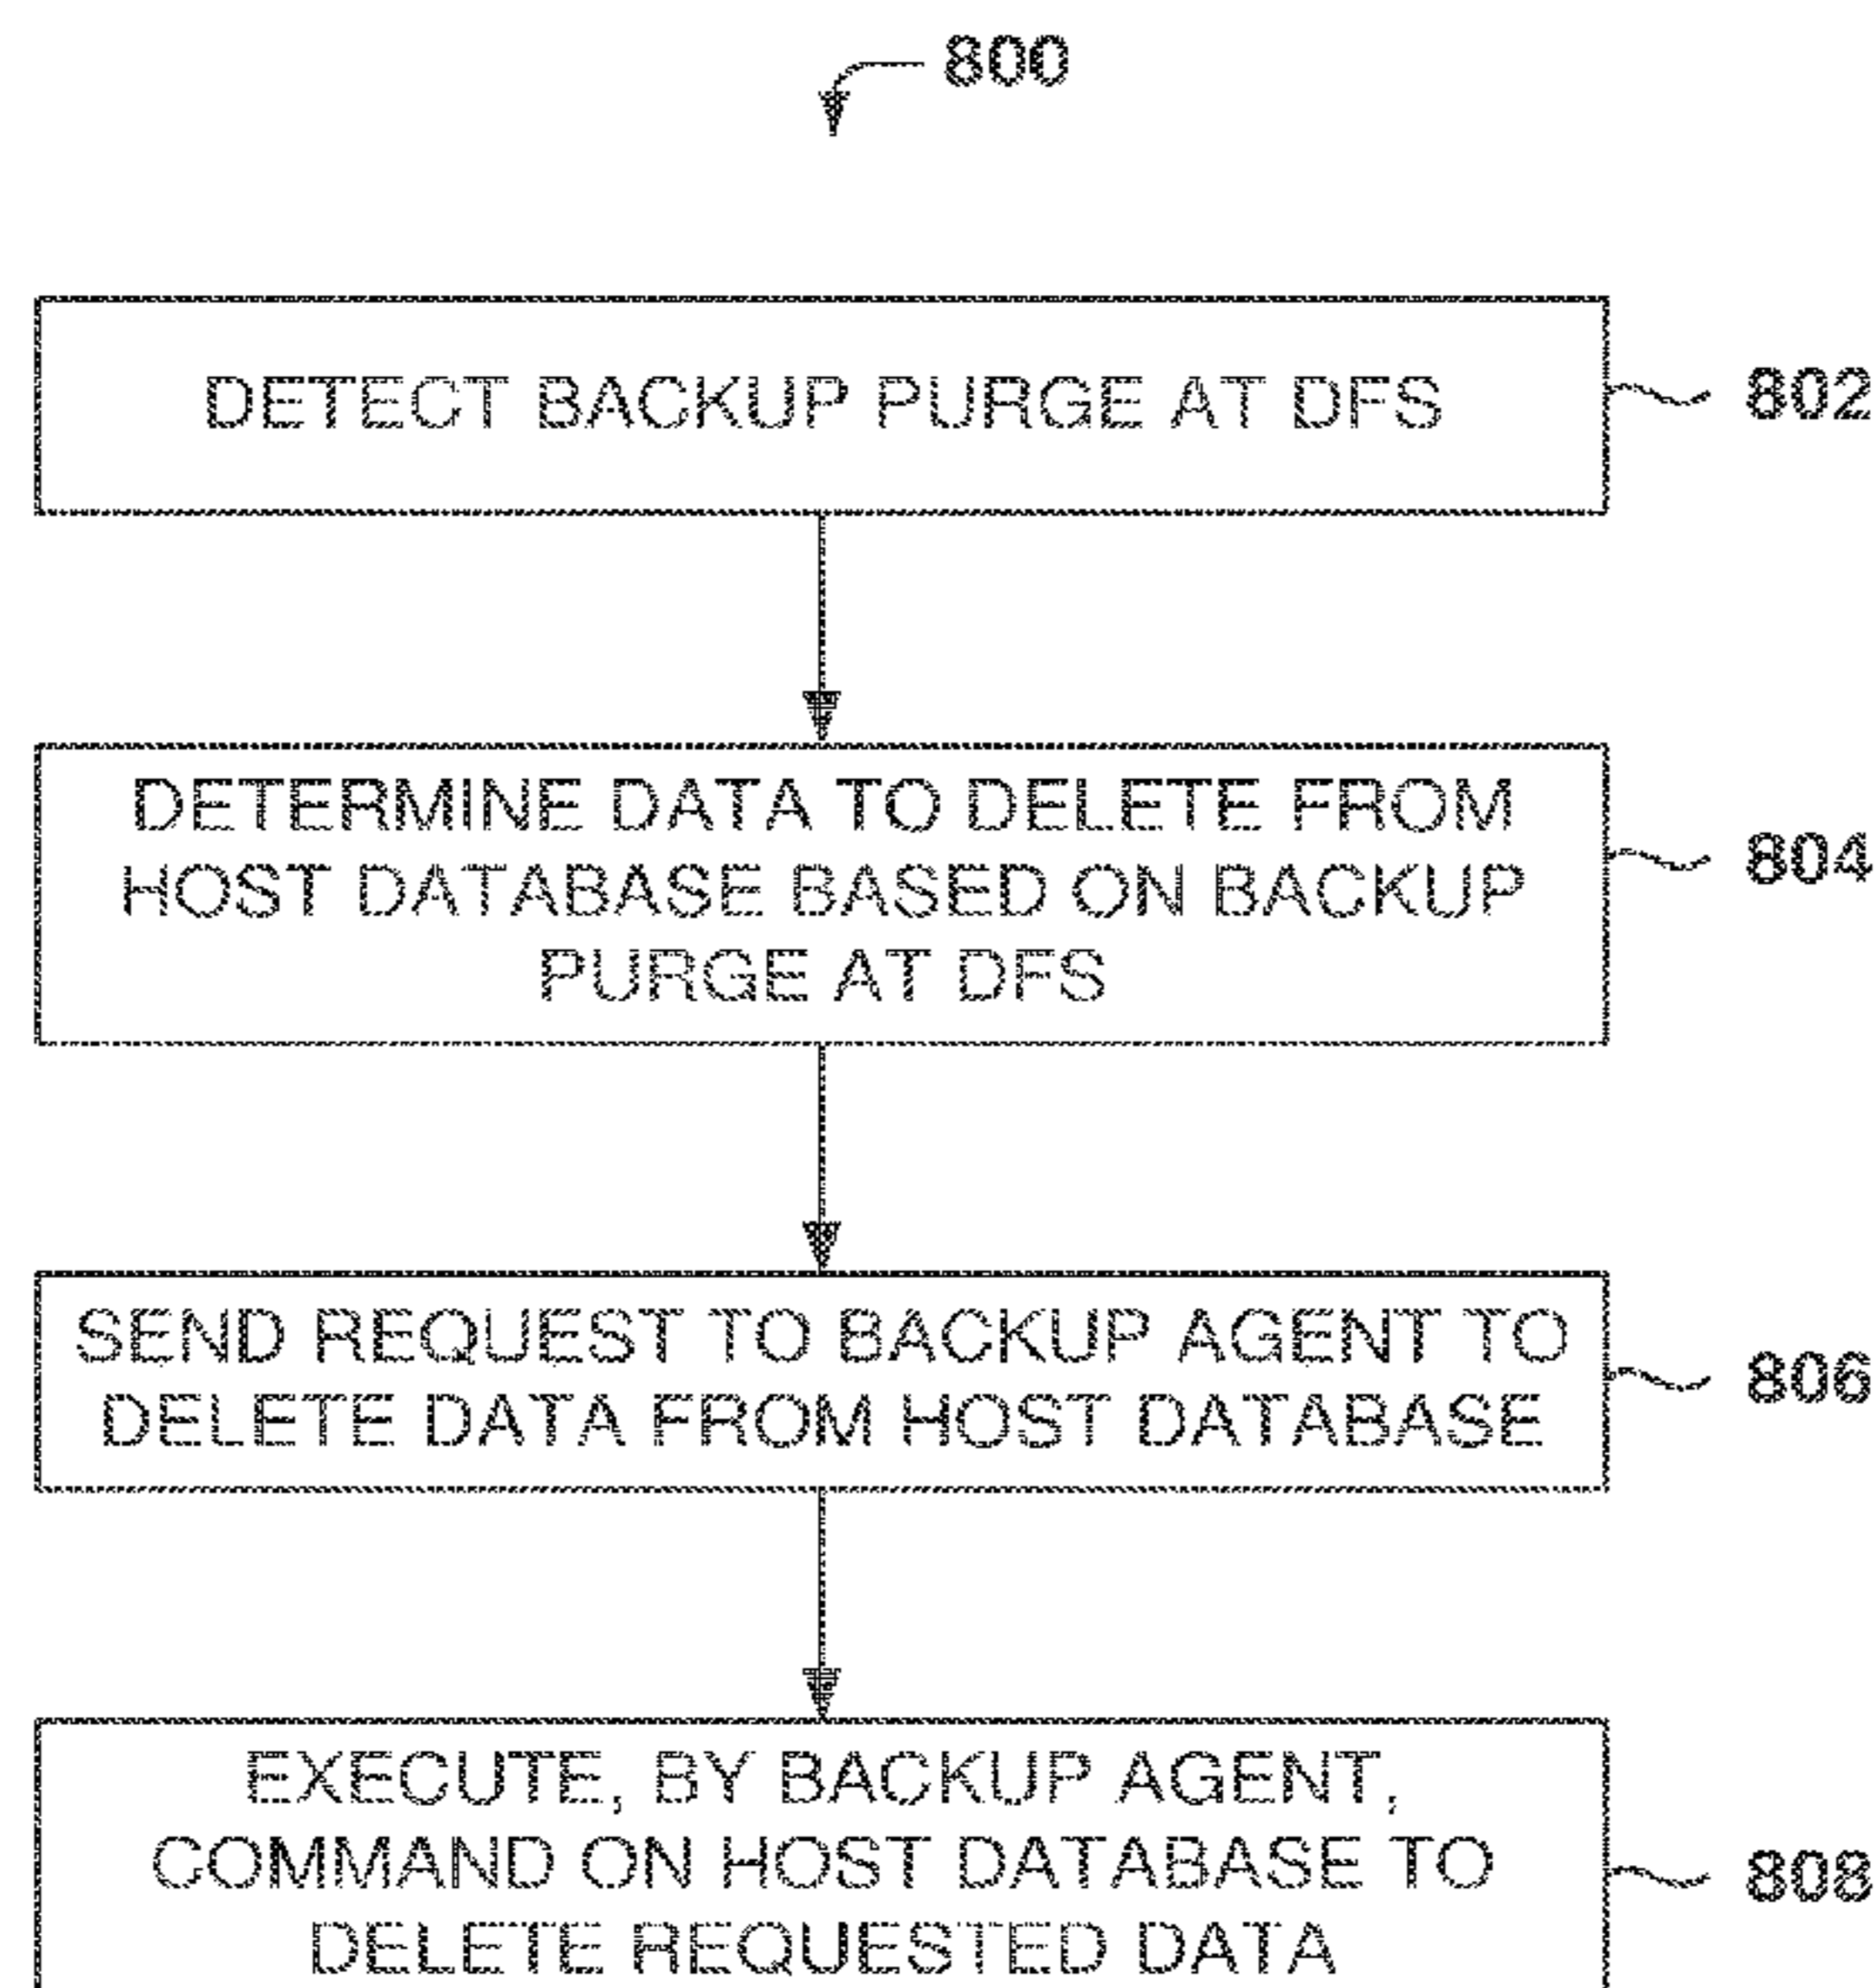 800
DETECT BACKUP PURGE AT DFS
802
DETERMINE DATA TO DELETE FROM
HOST DATABASE BASED ON BACKUP
PURGE AT DFS
804
SEND REQUEST TO BACKUP AGENT TO
DELETE DATA FROM HOST DATABASE
806
EXECUTE, BY BACKUP AGENT,
COMMAND ON HOST DATABASE TO
DELETE REQUESTED DATA
808